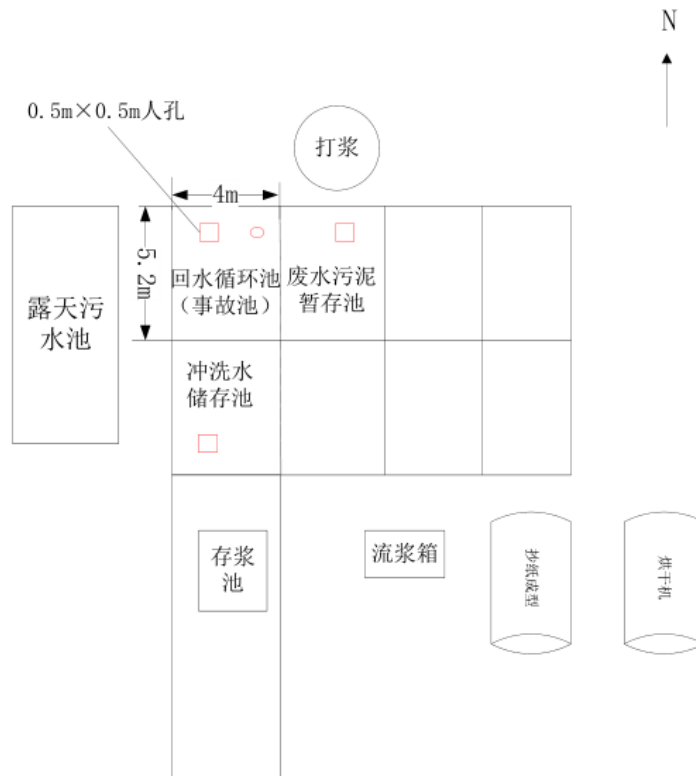 N
0.5m×0.5m人孔
打浆
4m
5.2m
回水循环池
（事故池）
废水污泥
暂存池
露天污
水池
冲洗水
储存池
存浆
池
流浆箱
抄纸成型
烘干机